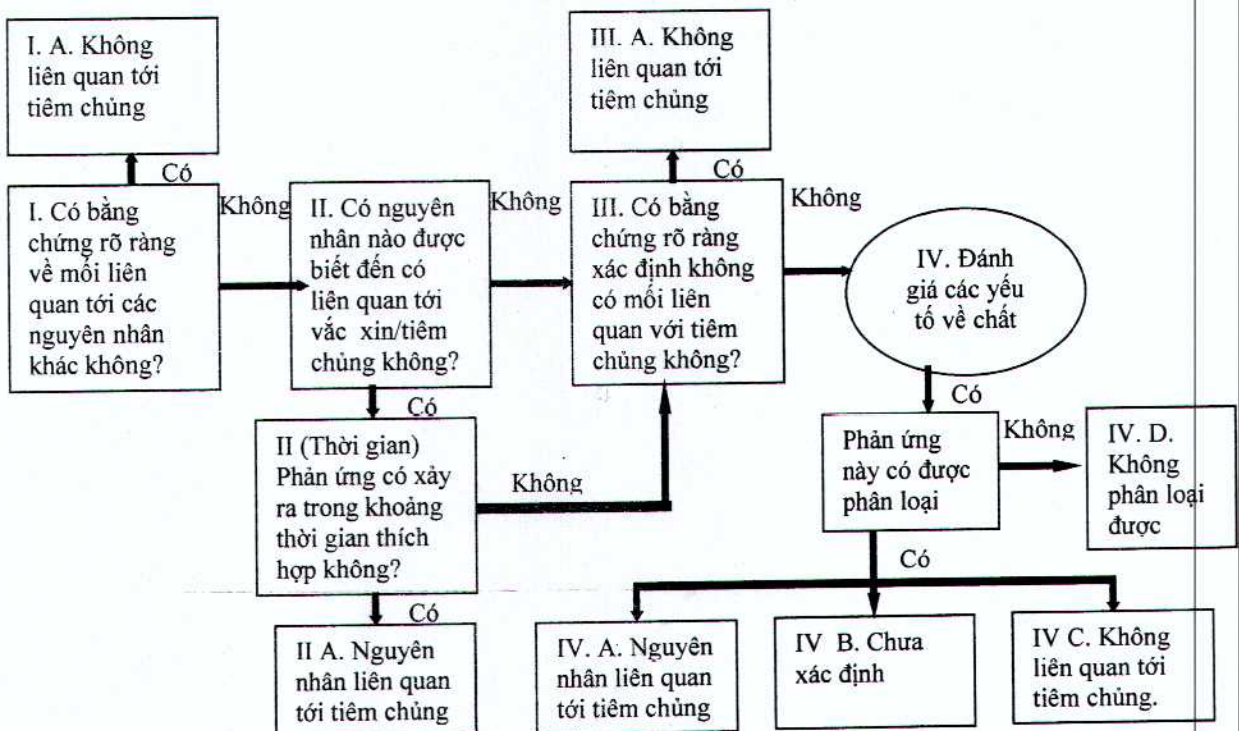 I. A. Không
liên quan tới
tiêm chủng
III. A. Không
liên quan tới
tiêm chủng
Có
Có
I. Có bằng
chứng rõ ràng
về mối liên
quan tới các
nguyên nhân
khác không?
Không
II. Có nguyên
nhân nào được
biết đến có
liên quan tới
vắc xin/tiêm
chủng không?
Không
III. Có bằng
chứng rõ ràng
xác định không
có mối liên
quan với tiêm
chủng không?
Không
IV. Đánh
giá các yếu
tố về chất
Có
Có
II (Thời gian)
Phản ứng có xảy
ra trong khoảng
thời gian thích
hợp không?
Không
Phản ứng
này có được
phân loại
Không
IV. D.
Không
phân loại
được
Có
Có
II A. Nguyên
nhân liên quan
tới tiêm chủng
IV. A. Nguyên
nhân liên quan
tới tiêm chủng
IV B. Chưa
xác định
IV C. Không
liên quan tới
tiêm chủng.